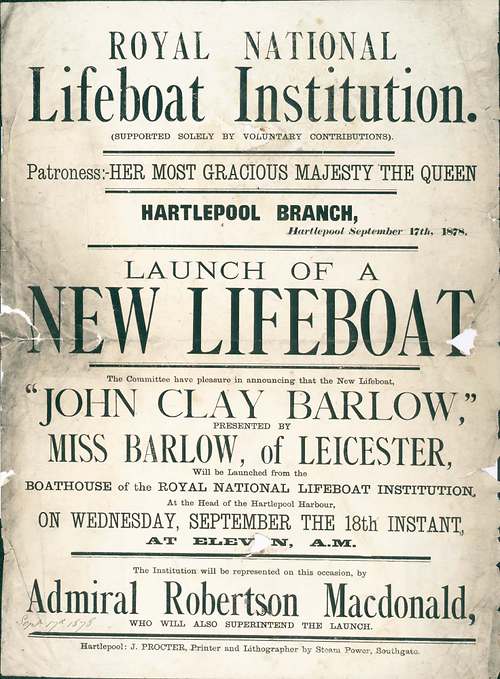 ROYAL NATIONAL
Lifeboat Institution.
(SUPPORTED SOLELY BY VOLUNTARY CONTRIBUTIONS).
Patroness:-HER MOST GRACIOUS MAJESTY THE QUEEN
HARTLEPOOL BRANCH,
Hartlepool September 17th, 1878.
LAUNCH OF A
NEW LIFEBOAT
The Committee have pleasure in announcing that the New Lifeboat,
"JOHN CLAY BARLOW,"
PRESENTED BY
MISS BARLOW, of LEICESTER,
Will be Launched from the
BOATHOUSE of the ROYAL NATIONAL LIFEBOAT INSTITUTION,
At the Head of the Hartlepool Harbour,
ON WEDNESDAY, SEPTEMBER THE 18th INSTANT,
AT ELEVEN, A.M.
The Institution will be represented on this occasion, by
Admiral Robertson Macdonald,
WHO WILL ALSO SUPERINTEND THE LAUNCH.
Sept. 17th 1878
Hartlepool: J. PROCTER, Printer and Lithographer by Steam Power, Southgate.